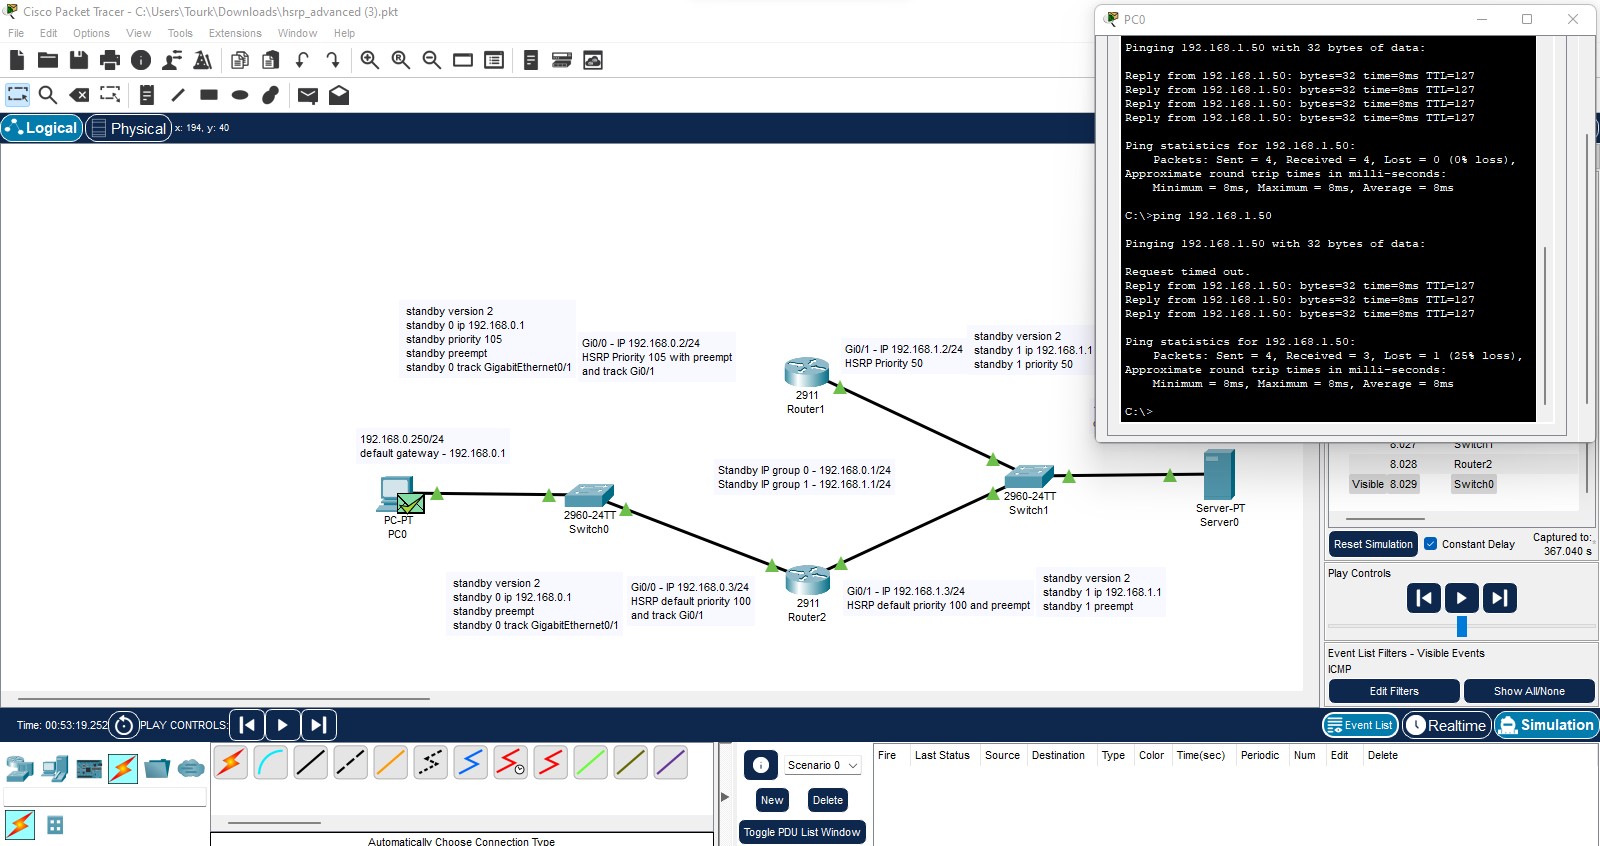 Cisco Packet Tracer - C:\Users\Tourk\Downloads\hsrp_advanced (3).pkt
File Edit Options View Tools Extensions Window Help
Logical
Physical
x: 194, y: 40
PC0
Pinging 192.168.1.50 with 32 bytes of data:
Reply from 192.168.1.50: bytes=32 time=8ms TTL=127
Reply from 192.168.1.50: bytes=32 time=8ms TTL=127
Reply from 192.168.1.50: bytes=32 time=8ms TTL=127
Reply from 192.168.1.50: bytes=32 time=8ms TTL=127
Ping statistics for 192.168.1.50:
Packets: Sent = 4, Received = 4, Lost = 0 (0% loss),
Approximate round trip times in milli-seconds:
Minimum = 8ms, Maximum = 8ms, Average = 8ms
C:\>ping 192.168.1.50
Pinging 192.168.1.50 with 32 bytes of data:
Request timed out.
Reply from 192.168.1.50: bytes=32 time=8ms TTL=127
Reply from 192.168.1.50: bytes=32 time=8ms TTL=127
Reply from 192.168.1.50: bytes=32 time=8ms TTL=127
Ping statistics for 192.168.1.50:
Packets: Sent = 4, Received = 3, Lost = 1 (25% loss),
Approximate round trip times in milli-seconds:
Minimum = 8ms, Maximum = 8ms, Average = 8ms
C:\>
standby version 2
standby 0 ip 192.168.0.1
standby priority 105
standby preempt
standby 0 track GigabitEthernet0/1
Gi0/0 - IP 192.168.0.2/24
HSRP Priority 105 with preempt
and track Gi0/1
2911
Router1
Gi0/1 - IP 192.168.1.2/24
HSRP Priority 50
standby version 2
standby 1 ip 192.168.1.1
standby 1 priority 50
192.168.0.250/24
default gateway - 192.168.0.1
PC-PT
PC0
2960-24TT
Switch0
Standby IP group 0 - 192.168.0.1/24
Standby IP group 1 - 192.168.1.1/24
2960-24TT
Switch1
Server-PT
Server0
standby version 2
standby 0 ip 192.168.0.1
standby preempt
standby 0 track GigabitEthernet0/1
Gi0/0 - IP 192.168.0.3/24
HSRP default priority 100
and track Gi0/1
2911
Router2
Gi0/1 - IP 192.168.1.3/24
HSRP default priority 100 and preempt
standby version 2
standby 1 ip 192.168.1.1
standby 1 preempt
8.027 Switch1
8.028 Router2
Visible 8.029 Switch0
Reset Simulation
Constant Delay
Captured to:
367.040 s
Play Controls
Event List Filters - Visible Events
ICMP
Edit Filters
Show All/None
Time: 00:53:19.252
PLAY CONTROLS:
Event List
Realtime
Simulation
Automatically Choose Connection Type
Scenario 0
New
Delete
Toggle PDU List Window
Fire Last Status Source Destination Type Color Time(sec) Periodic Num Edit Delete